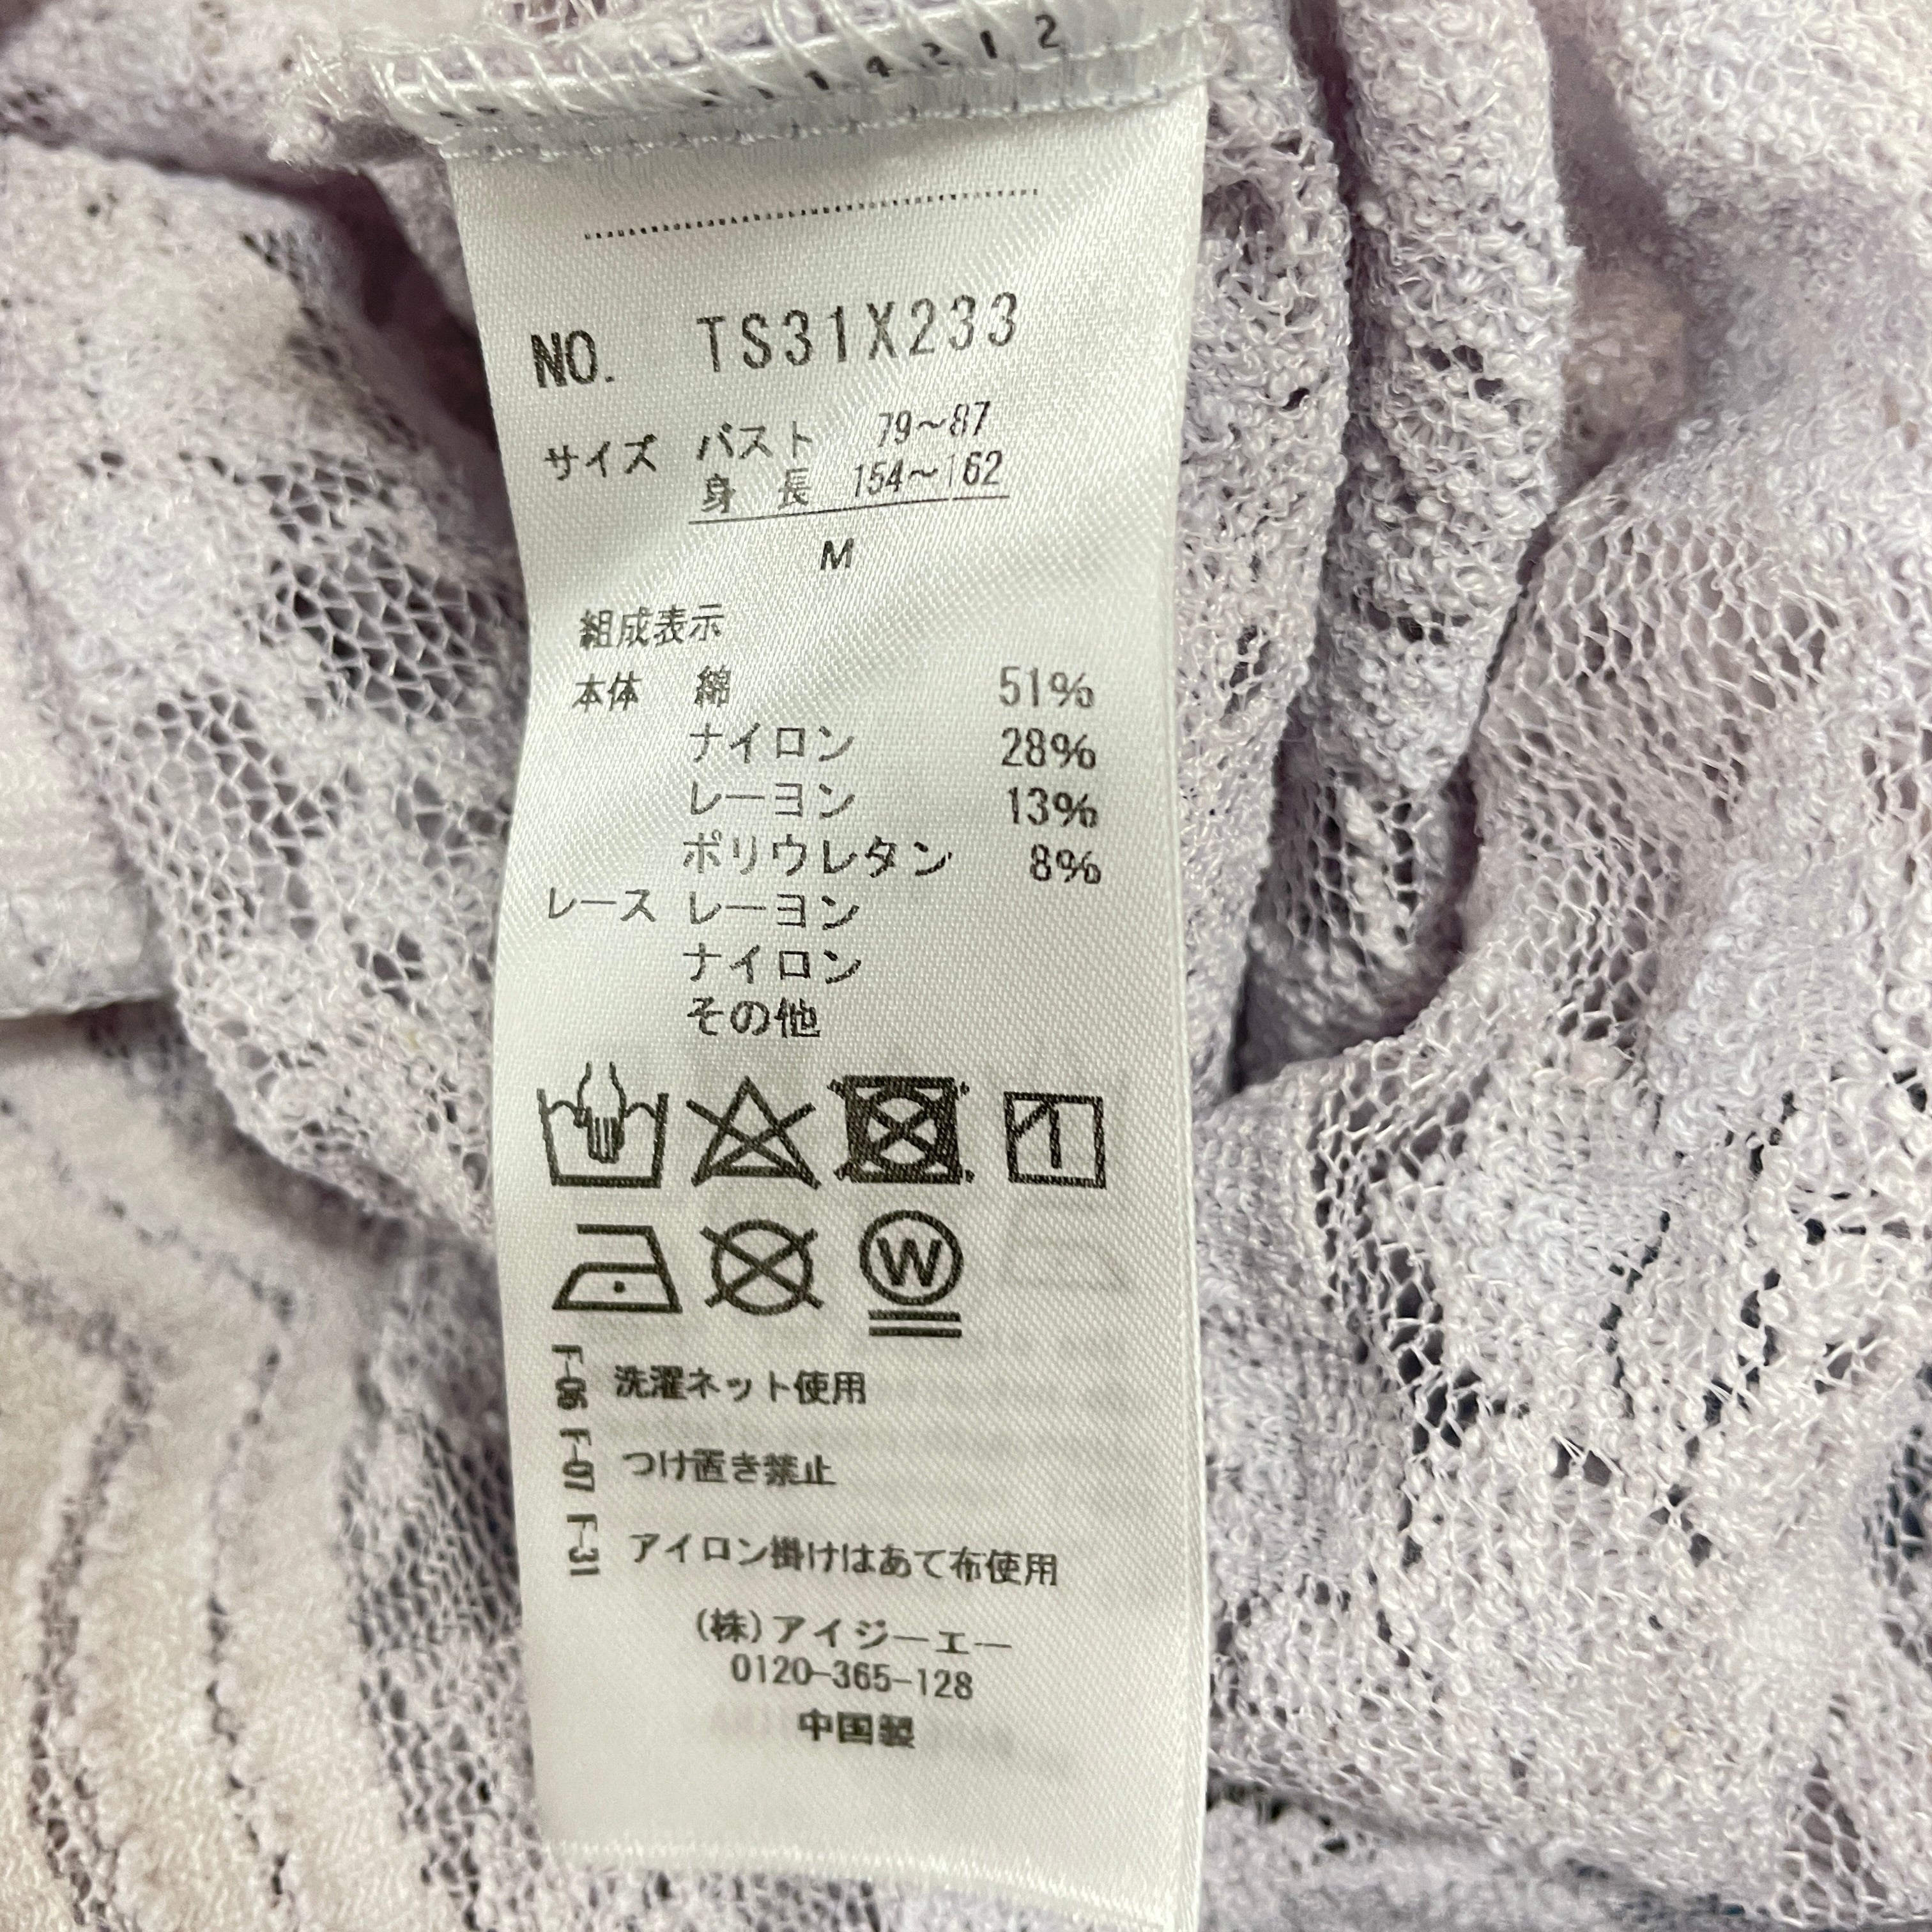 14212
NO. TS31X233
サイズ バスト 79～87
身 長 154～162
M
組成表示
本体 綿 51%
ナイロン 28%
レーヨン 13%
ポリウレタン 8%
レース レーヨン
ナイロン
その他
W
F-06 洗濯ネット使用
F-07 つけ置き禁止
F-31 アイロン掛けはあて布使用
(株)アイジーエー
0120-365-128
中国製